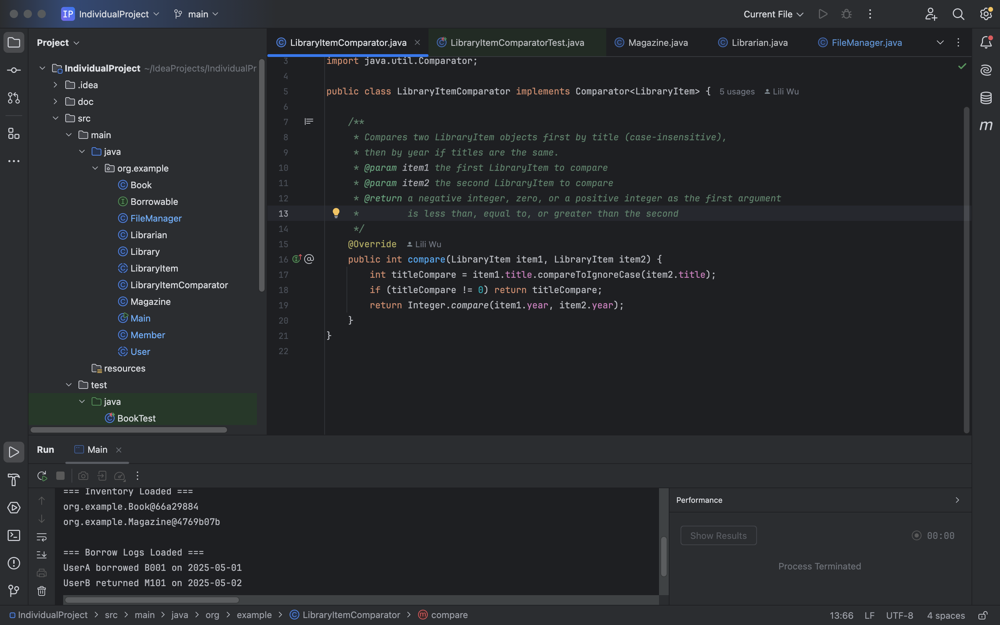 IP IndividualProject main Current File
Project
LibraryItemComparator.java LibraryItemComparatorTest.java Magazine.java Librarian.java FileManager.java
IndividualProject ~/IdeaProjects/IndividualPr
.idea
doc
src
main
java
org.example
Book
Borrowable
FileManager
Librarian
Library
LibraryItem
LibraryItemComparator
Magazine
Main
Member
User
resources
test
java
BookTest
3 import java.util.Comparator;
4
5 public class LibraryItemComparator implements Comparator<LibraryItem> { 5 usages Lili Wu
6
7 /**
8 * Compares two LibraryItem objects first by title (case-insensitive),
9 * then by year if titles are the same.
10 * @param item1 the first LibraryItem to compare
11 * @param item2 the second LibraryItem to compare
12 * @return a negative integer, zero, or a positive integer as the first argument
13 * is less than, equal to, or greater than the second
14 */
15 @Override Lili Wu
16 public int compare(LibraryItem item1, LibraryItem item2) {
17 int titleCompare = item1.title.compareToIgnoreCase(item2.title);
18 if (titleCompare != 0) return titleCompare;
19 return Integer.compare(item1.year, item2.year);
20 }
21 }
22
Run Main
=== Inventory Loaded ===
org.example.Book@66a29884
org.example.Magazine@4769b07b
=== Borrow Logs Loaded ===
UserA borrowed B001 on 2025-05-01
UserB returned M101 on 2025-05-02
Performance
Show Results 00:00
Process Terminated
IndividualProject > src > main > java > org > example > LibraryItemComparator > compare 13:66 LF UTF-8 4 spaces